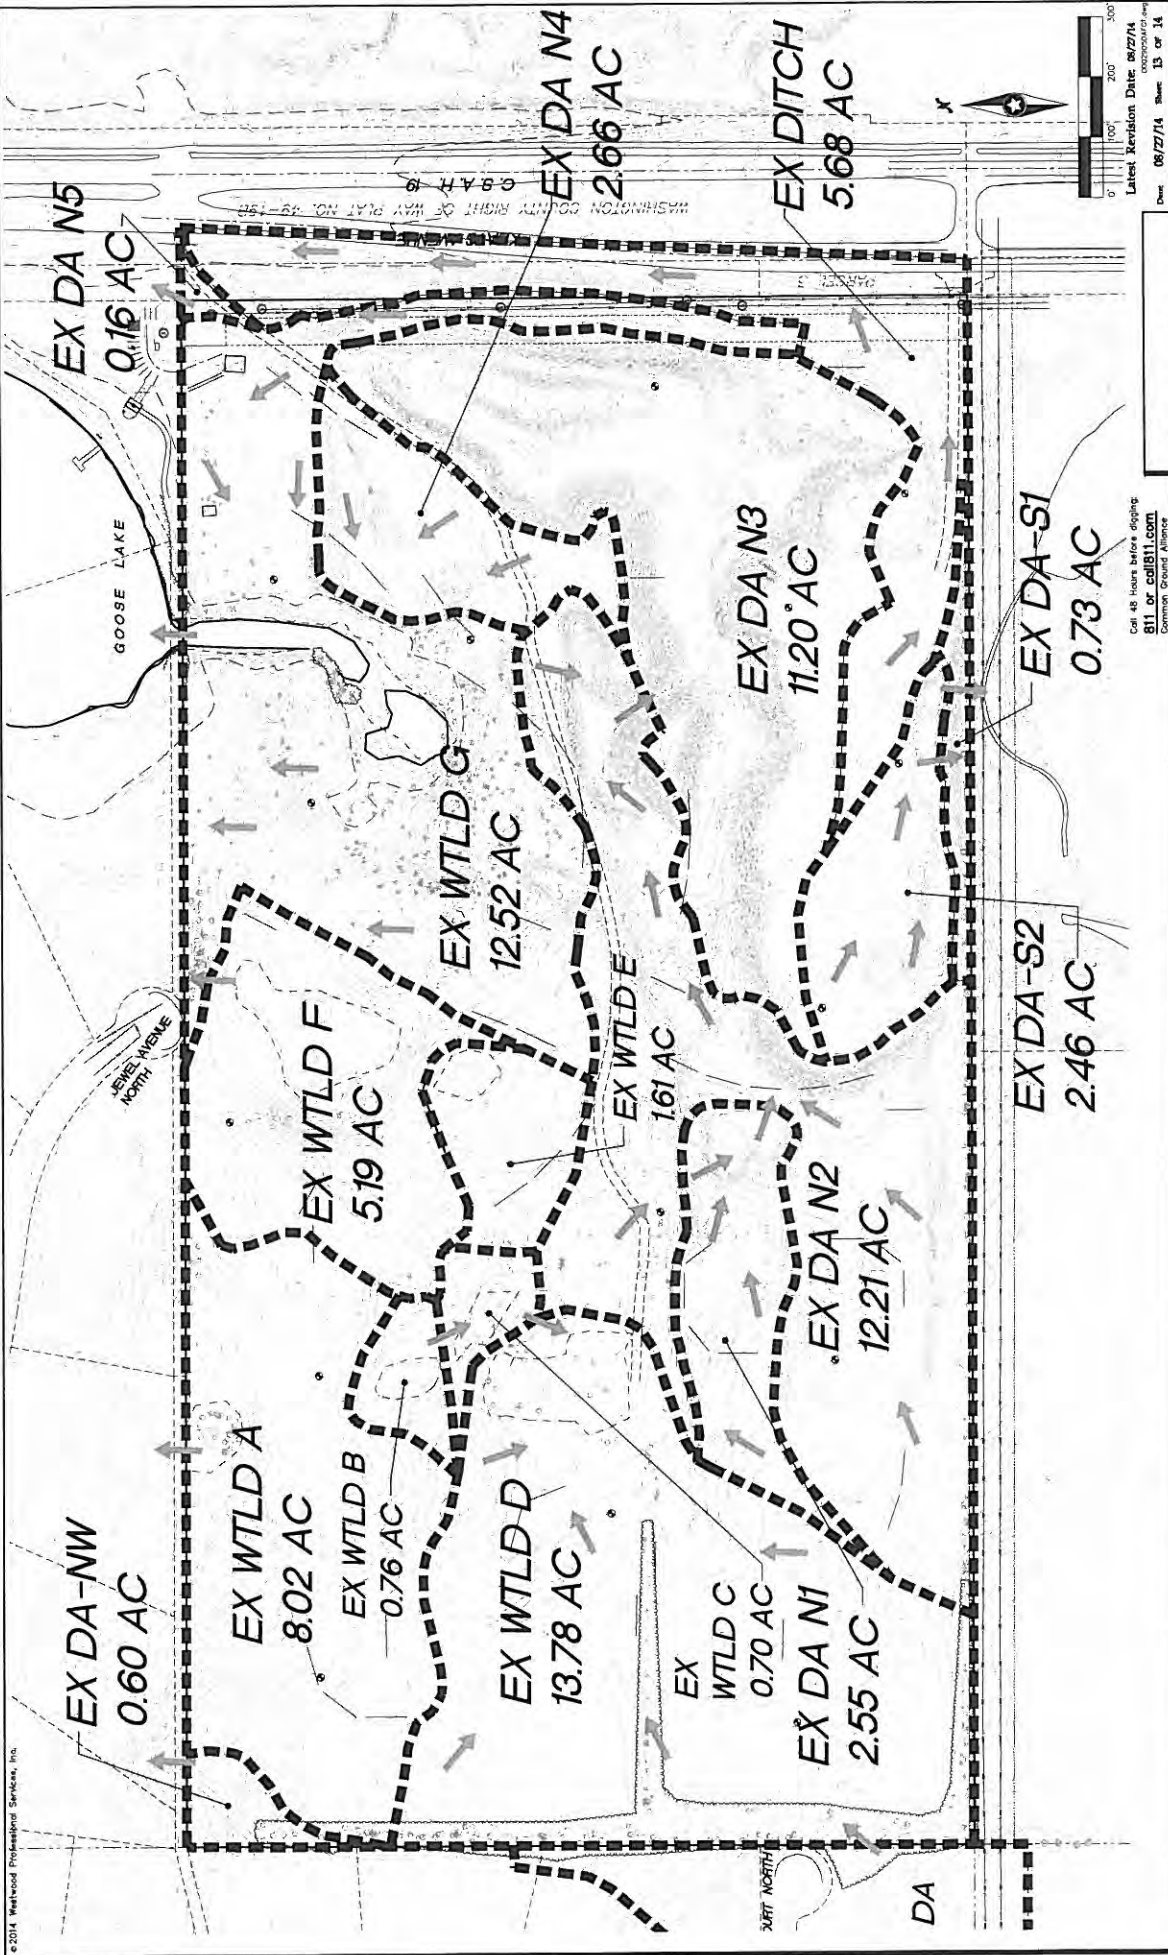 ©2014 Westwood Professional Services, Inc.
EX DA-NW
0.60 AC
EX WTLD A
8.02 AC
EX WTLD B
0.76 AC
EX WTLD D
13.78 AC
EX
WTLD C
0.70 AC
EX DA N1
2.55 AC
DA
JEWEL AVENUE
NORTH
EX WTLD F
5.19 AC
EX WTLD E
1.61 AC
EX DA N2
12.21 AC
GOOSE LAKE
EX WTLD G
12.52 AC
EX DA N3
11.20 AC
EX DA-S2
2.46 AC
EX DA-S1
0.73 AC
EX DA N5
0.16 AC
EX DA N4
2.66 AC
EX DITCH
5.68 AC
WASHINGTON COUNTY RIGHT OF WAY PLAT NO.
C.S.A.H. 19
N
0' 100' 200' 300'
Call 48 Hours before digging:
811 or call811.com
Common Ground Alliance
Latest Revision Date: 08/27/14
Date: 08/27/14 Sheet: 13 OF 14